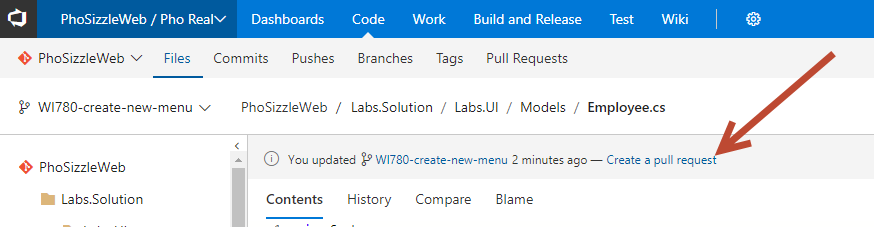 PhoSizzleWeb / Pho Real Dashboards Code Work Build and Release Test Wiki
PhoSizzleWeb Files Commits Pushes Branches Tags Pull Requests
WI780-create-new-menu PhoSizzleWeb / Labs.Solution / Labs.UI / Models / Employee.cs
You updated WI780-create-new-menu 2 minutes ago — Create a pull request
PhoSizzleWeb
Labs.Solution
Contents History Compare Blame